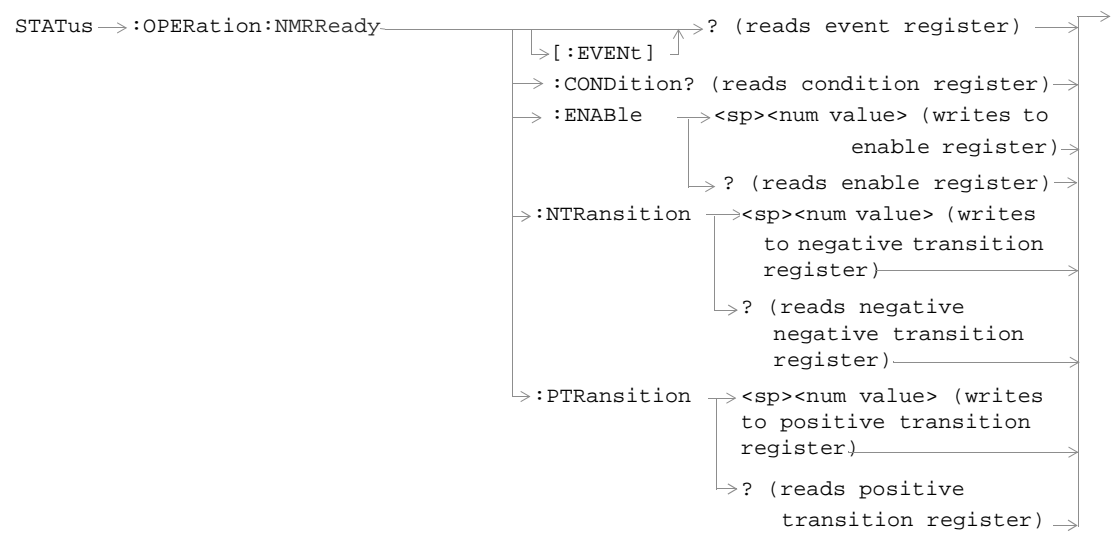 STATus :OPERation:NMRReady ? (reads event register)
[:EVENt]
:CONDition? (reads condition register)
:ENABle <sp><num value> (writes to
enable register)
? (reads enable register)
:NTRansition <sp><num value> (writes
to negative transition
register)
? (reads negative
negative transition
register)
:PTRansition <sp><num value> (writes
to positive transition
register)
? (reads positive
transition register)